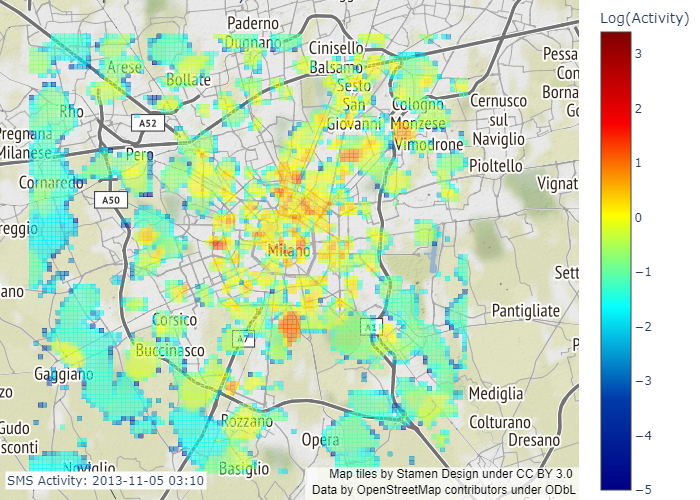 Log(Activity)
Paderno
Dugnano
Cinisello
Balsamo
Pessa
Con
Borna
Go
Arese
Bollate
Sesto
San
Giovanni
Cologno
Monzese
Cernusco
sul
Naviglio
Rho
A52
Pregnana
Milanese
Pero
Vimodrone
Pioltello
Cornaredo
Vignat
A50
reggio
Milano
Sett
ano
Pantigliate
Corsico
A7
A1
P
Buccinasco
Gaggiano
zo
Mediglia
Rozzano
Colturano
Gudo
sconti
Opera
Dresano
Noviglio
Basiglio
SMS Activity: 2013-11-05 03:10
Map tiles by Stamen Design under CC BY 3.0
Data by OpenStreetMap contributors under ODbL
3
2
1
0
−1
−2
−3
−4
−5